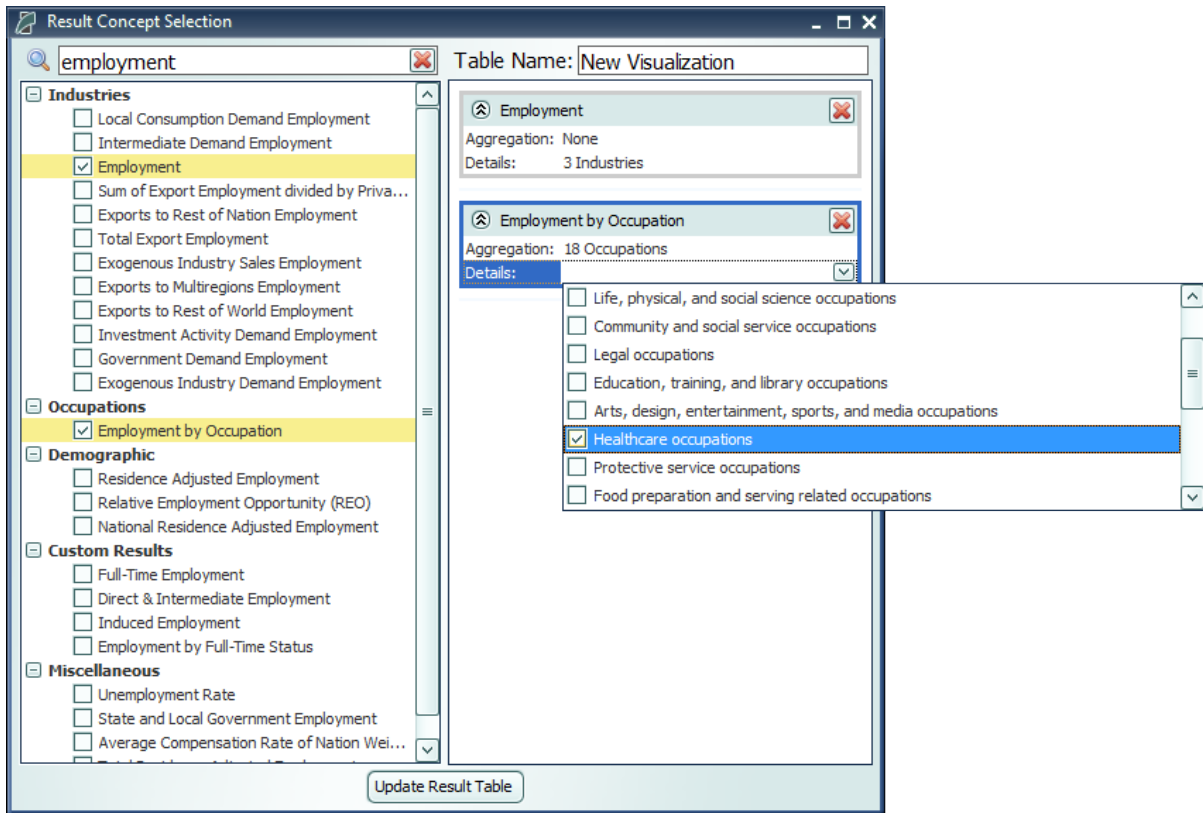 Result Concept Selection
employment
Table Name: New Visualization
Industries
Local Consumption Demand Employment
Intermediate Demand Employment
Employment
Sum of Export Employment divided by Priva...
Exports to Rest of Nation Employment
Total Export Employment
Exogenous Industry Sales Employment
Exports to Multiregions Employment
Exports to Rest of World Employment
Investment Activity Demand Employment
Government Demand Employment
Exogenous Industry Demand Employment
Occupations
Employment by Occupation
Demographic
Residence Adjusted Employment
Relative Employment Opportunity (REO)
National Residence Adjusted Employment
Custom Results
Full-Time Employment
Direct & Intermediate Employment
Induced Employment
Employment by Full-Time Status
Miscellaneous
Unemployment Rate
State and Local Government Employment
Average Compensation Rate of Nation Wei...
Employment
Aggregation: None
Details: 3 Industries
Employment by Occupation
Aggregation: 18 Occupations
Details:
Life, physical, and social science occupations
Community and social service occupations
Legal occupations
Education, training, and library occupations
Arts, design, entertainment, sports, and media occupations
Healthcare occupations
Protective service occupations
Food preparation and serving related occupations
Update Result Table